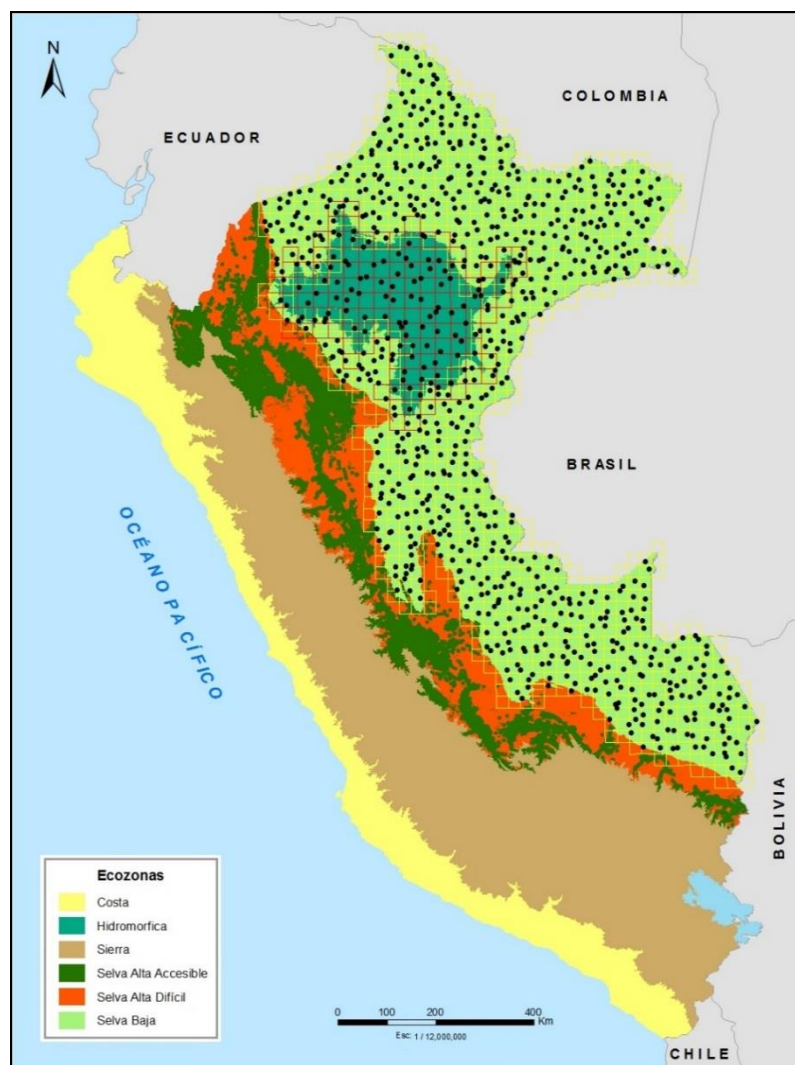 N
COLOMBIA
ECUADOR
BRASIL
OCÉANO PACÍFICO
BOLIVIA
Ecozonas
Costa
Hidromorfica
Sierra
Selva Alta Accesible
Selva Alta Difícil
Selva Baja
0 100 200 400
Km
Esc: 1 / 12,000,000
CHILE